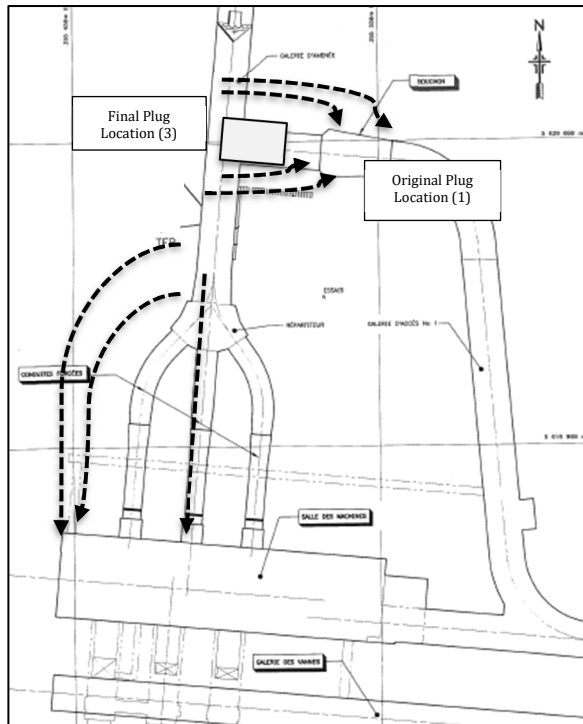 N
GALERIE D'AMENÉE
BOUCHON
Final Plug
Location (3)
Original Plug
Location (1)
ESSAIS
N
RÉPARTITEUR
GALERIE D'ACCÈS No 1
CONDUITES FORCÉES
SALLE DES MACHINES
GALERIE DES VANNES